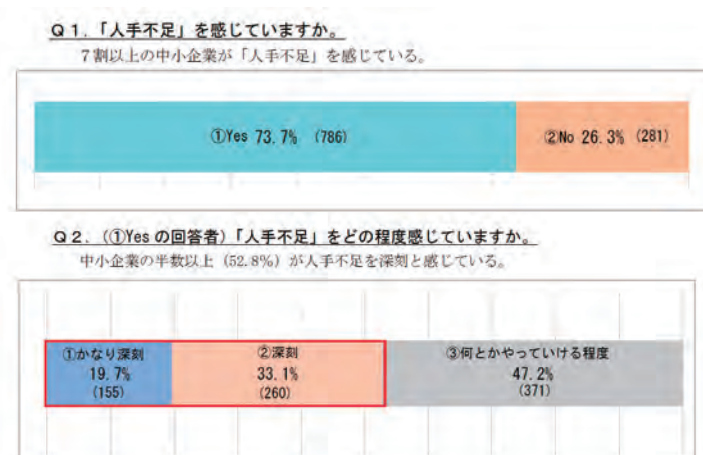 Q1.「人手不足」を感じていますか。
7割以上の中小企業が「人手不足」を感じている。
①Yes 73.7% (786)
②No 26.3% (281)
Q2.(①Yesの回答者)「人手不足」をどの程度感じていますか。
中小企業の半数以上(52.8%)が人手不足を深刻と感じている。
①かなり深刻
19.7%
(155)
②深刻
33.1%
(260)
③何とかやっていける程度
47.2%
(371)